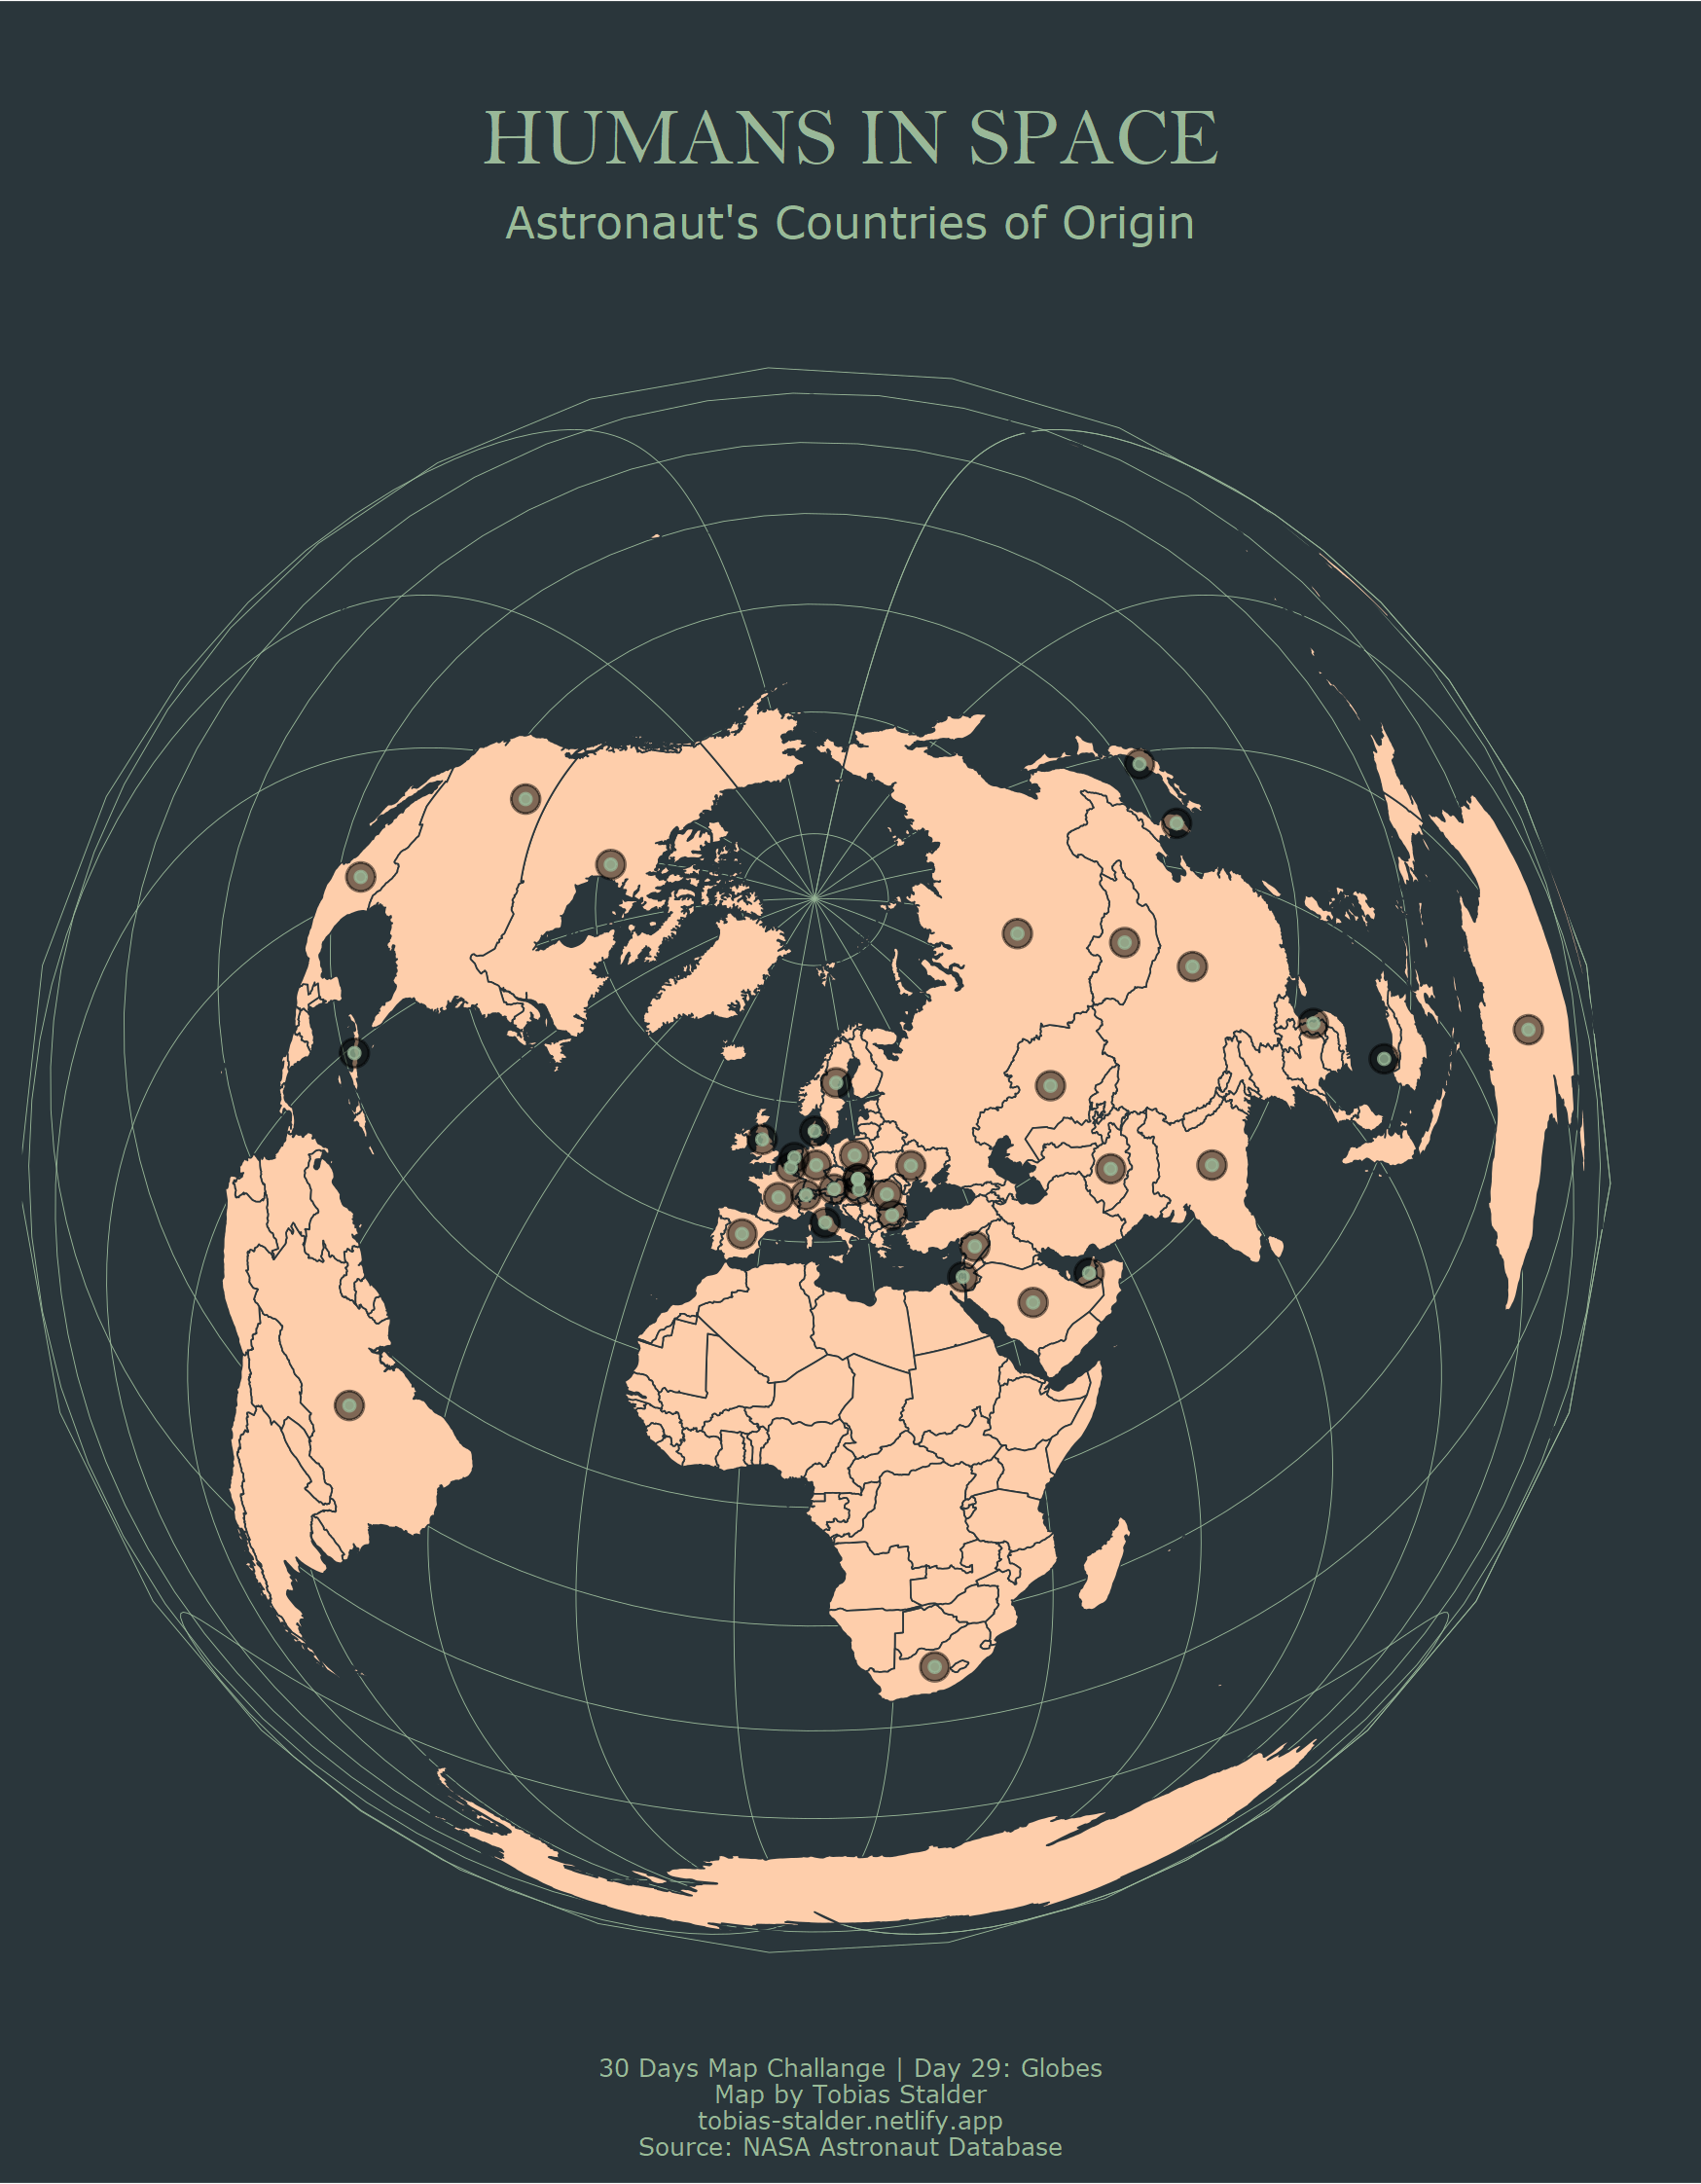 HUMANS IN SPACE
Astronaut's Countries of Origin
30 Days Map Challange | Day 29: Globes
Map by Tobias Stalder
tobias-stalder.netlify.app
Source: NASA Astronaut Database